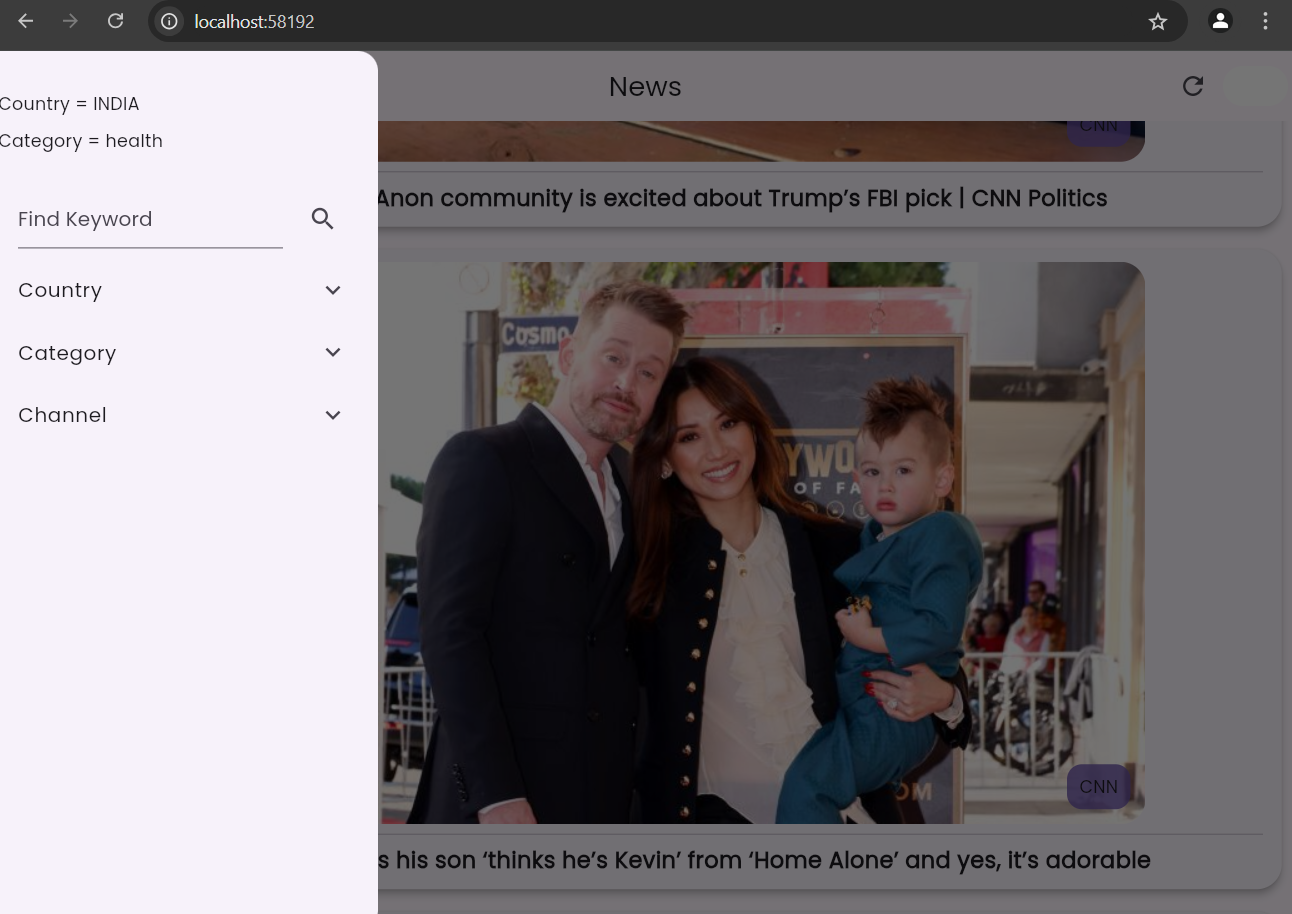 localhost:58192
News
Country = INDIA
Category = health
Find Keyword
Country
Category
Channel
CNN
Anon community is excited about Trump’s FBI pick | CNN Politics
Cosmo
OF FA
OM
CNN
s his son ‘thinks he’s Kevin’ from ‘Home Alone’ and yes, it’s adorable